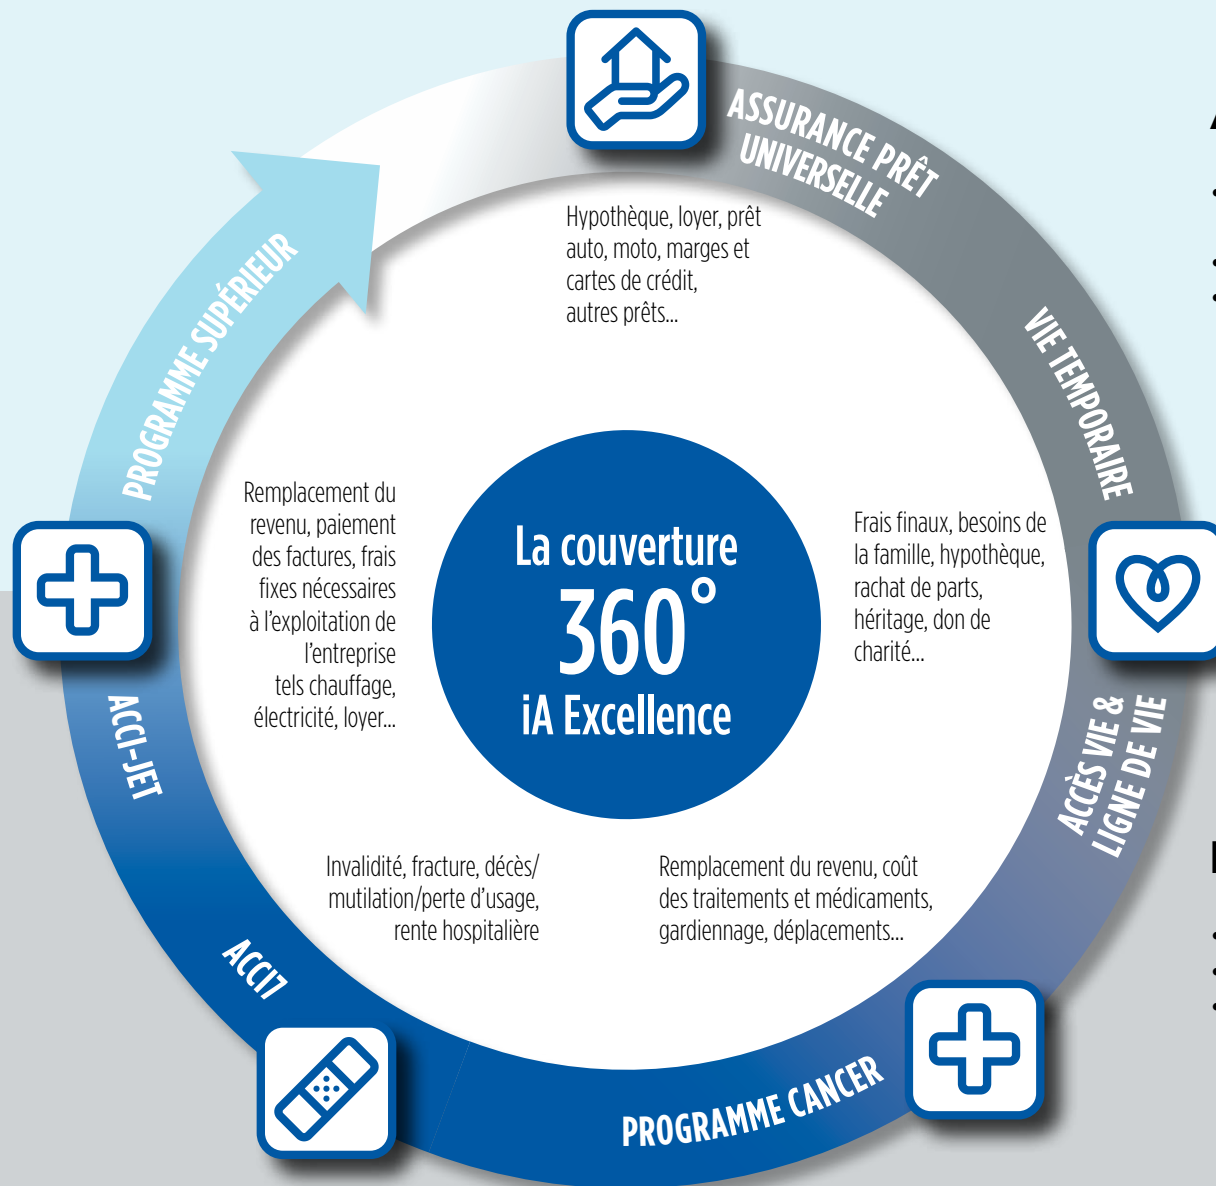 ASSURANCE PRÊT
UNIVERSELLE
Hypothèque, loyer, prêt
auto, moto, marges et
cartes de crédit,
autres prêts...
VIE TEMPORAIRE
Frais finaux, besoins de
la famille, hypothèque,
rachat de parts,
héritage, don de
charité...
ACCÈS VIE &
LIGNE DE VIE
Remplacement du revenu, coût
des traitements et médicaments,
gardiennage, déplacements...
PROGRAMME CANCER
Invalidité, fracture, décès/
mutilation/perte d'usage,
rente hospitalière
ACCI7
ACCI-JET
Remplacement du
revenu, paiement
des factures, frais
fixes nécessaires
à l'exploitation de
l'entreprise
tels chauffage,
électricité, loyer...
PROGRAMME SUPÉRIEUR
La couverture
360°
iA Excellence